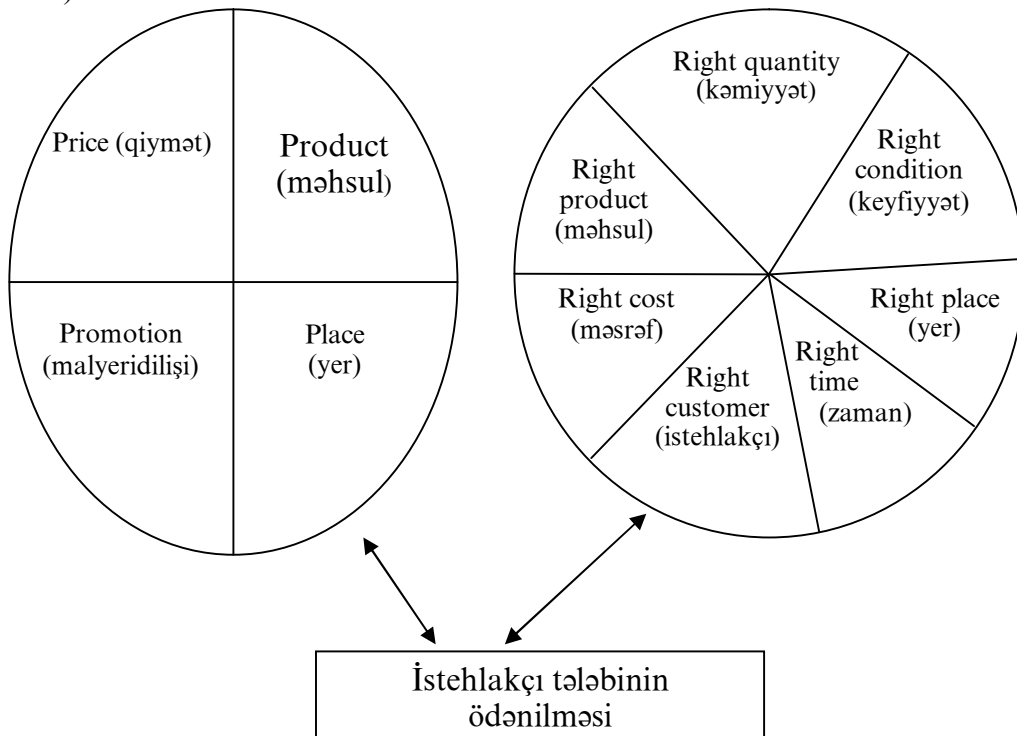 )
Price (qiymət)
Product
(məhsul)
Promotion
(malyeridilişi)
Place
(yer)
Right quantity
(kəmiyyət)
Right
condition
(keyfiyyət)
Right
product
(məhsul)
Right cost
(məsrəf)
Right place
(yer)
Right
time
(zaman)
Right
customer
(istehlakçı)
İstehlakçı tələbinin
ödənilməsi